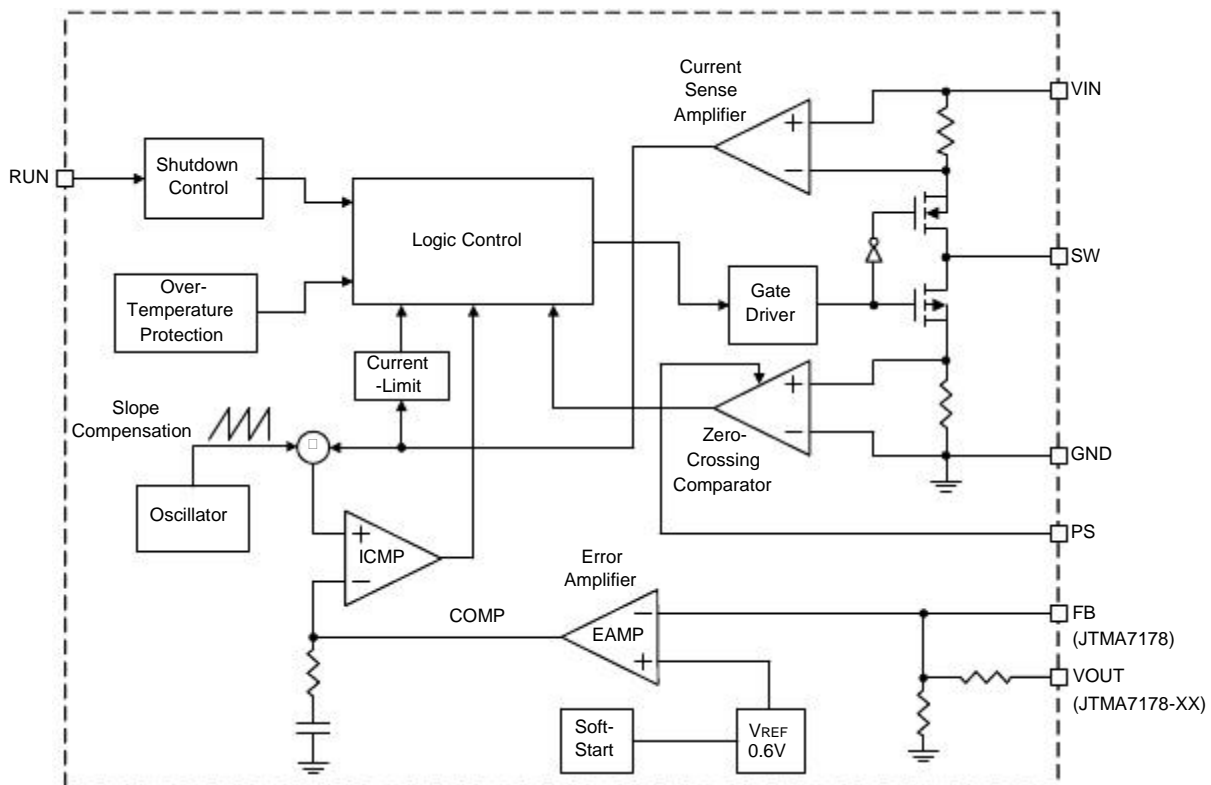 Current
Sense
Amplifier
VIN
RUN
Shutdown
Control
Logic Control
SW
Over-
Temperature
Protection
Gate
Driver
Current
-Limit
Slope
Compensation
Zero-
Crossing
Comparator
GND
Oscillator
ICMP
PS
Error
Amplifier
COMP
EAMP
FB
(JTMA7178)
VOUT
(JTMA7178-XX)
Soft-
Start
VREF
0.6V
+
−
+
−
+
−
−
+